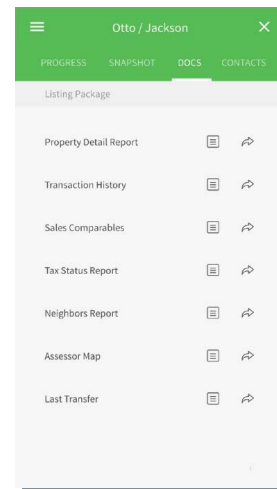 Otto / Jackson
PROGRESS SNAPSHOT DOCS CONTACTS
Listing Package
Property Detail Report
Transaction History
Sales Comparables
Tax Status Report
Neighbors Report
Assessor Map
Last Transfer